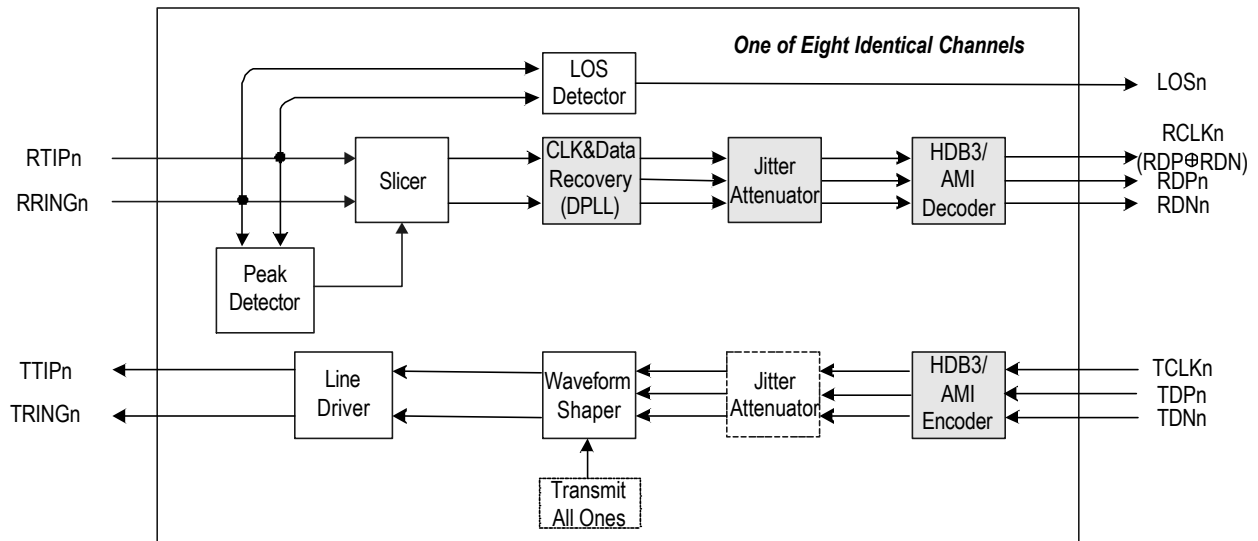 One of Eight Identical Channels
LOS
Detector
LOSn
RTIPn
RRINGn
Slicer
CLK&Data
Recovery
(DPLL)
Jitter
Attenuator
HDB3/
AMI
Decoder
RCLKn
(RDP⊕RDN)
RDPn
RDNn
Peak
Detector
TTIPn
TRINGn
Line
Driver
Waveform
Shaper
Jitter
Attenuator
HDB3/
AMI
Encoder
TCLKn
TDPn
TDNn
Transmit
All Ones